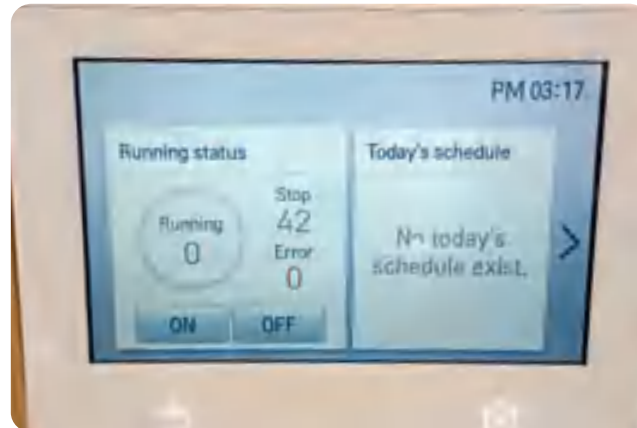 PM 03:17
Running status
Running
0
Stop
42
Error
0
ON
OFF
Today's schedule
No today's
schedule exist.